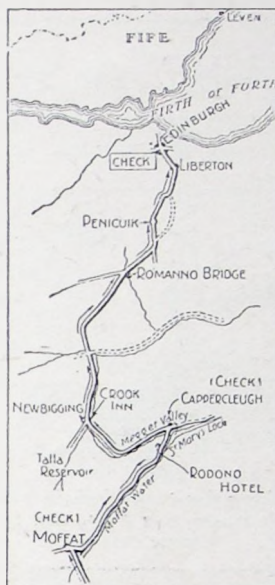 LEVEN
FIFE
FIRTH OF FORTH
EDINBURGH
CHECK
LIBERTON
PENICUIK
ROMANNO BRIDGE
CROOK
INN
NEWBIGGING
Talla
Reservoir
Megget Valley
(CHECK)
CAPPERCLEUGH
St Mary's Loch
RODONO
HOTEL
Moffat Water
CHECK)
MOFFAT